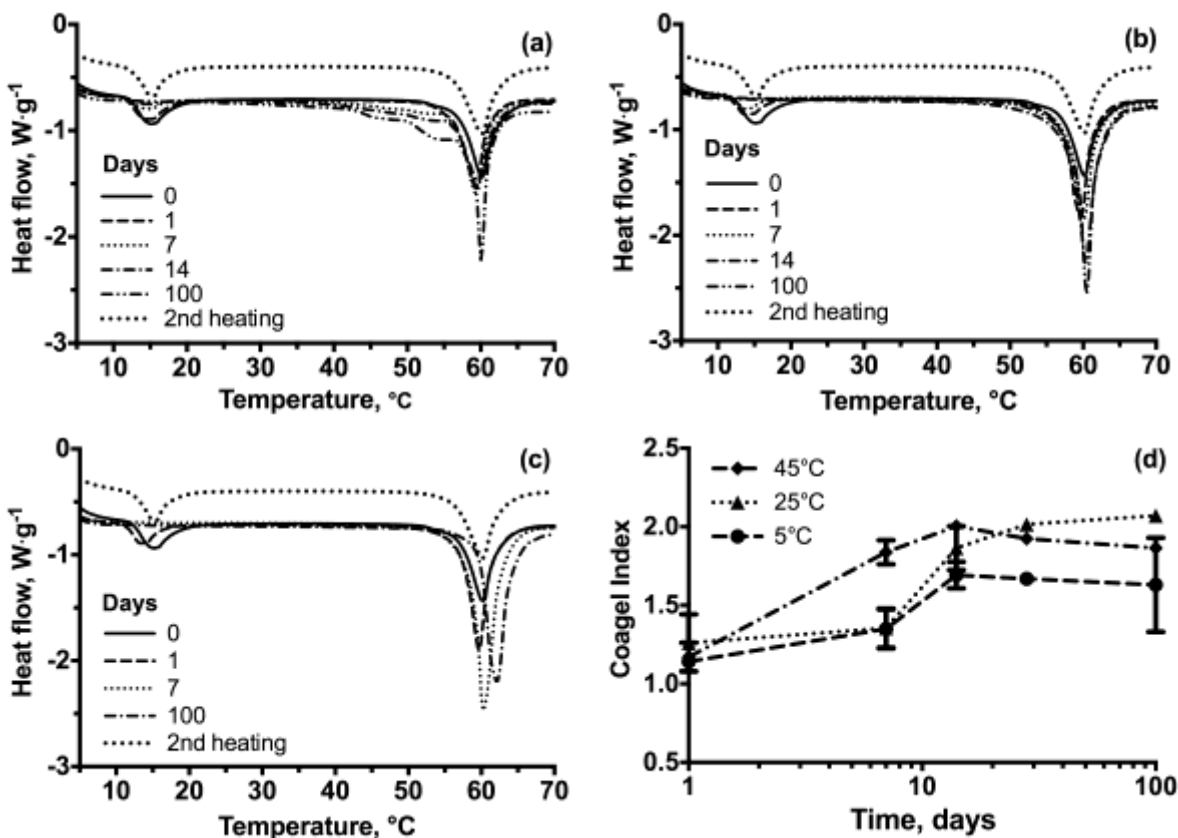 (a)
Heat flow, W·g-1
-0
-1
-2
-3
Days
0
1
7
14
100
2nd heating
10 20 30 40 50 60 70
Temperature, °C
(b)
Heat flow, W·g-1
-0
-1
-2
-3
Days
0
1
7
14
100
2nd heating
10 20 30 40 50 60 70
Temperature, °C
(c)
Heat flow, W·g-1
-0
-1
-2
-3
Days
0
1
7
100
2nd heating
10 20 30 40 50 60 70
Temperature, °C
(d)
Coagel Index
2.5
2.0
1.5
1.0
0.5
45°C
25°C
5°C
1 10 100
Time, days